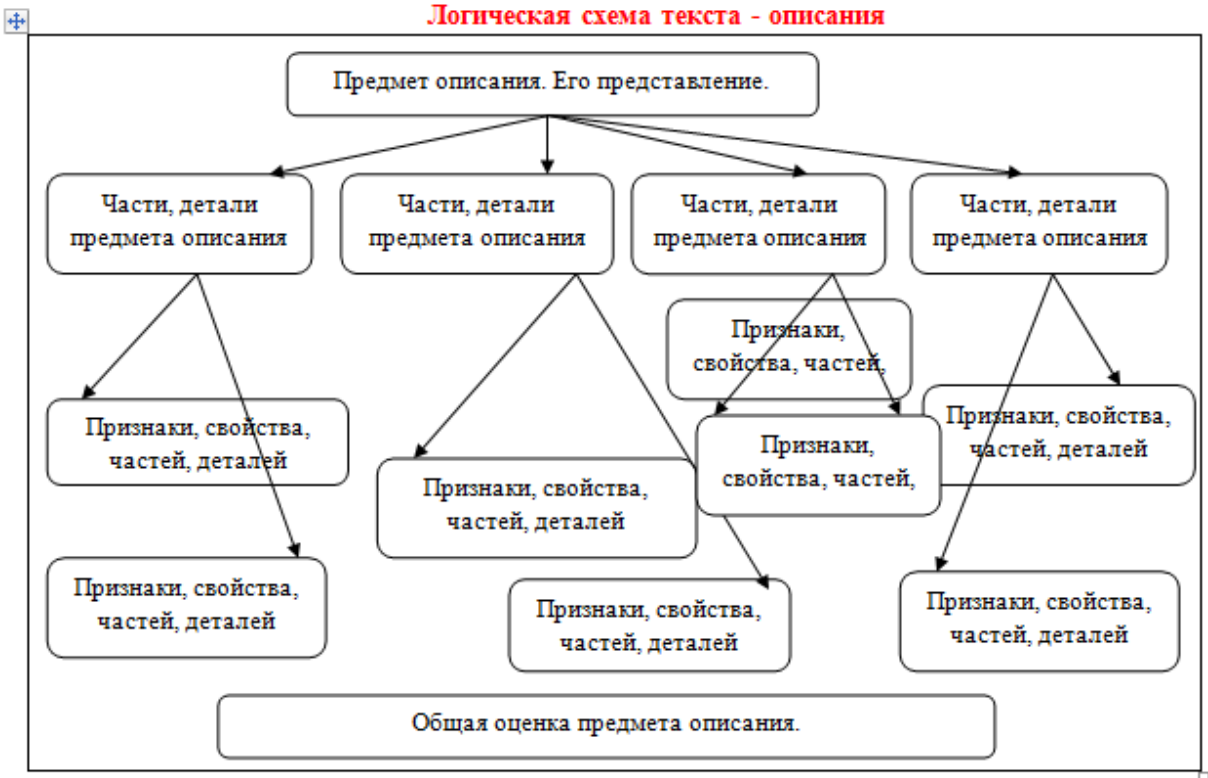 Логическая схема текста - описания
Предмет описания. Его представление.
Части, детали
предмета описания
Части, детали
предмета описания
Части, детали
предмета описания
Части, детали
предмета описания
Признаки,
свойства, частей,
Признаки, свойства,
частей, деталей
Признаки, свойства,
частей, деталей
Признаки,
свойства, частей,
Признаки, свойства,
частей, деталей
Признаки, свойства,
частей, деталей
Признаки, свойства,
частей, деталей
Признаки, свойства,
частей, деталей
Общая оценка предмета описания.